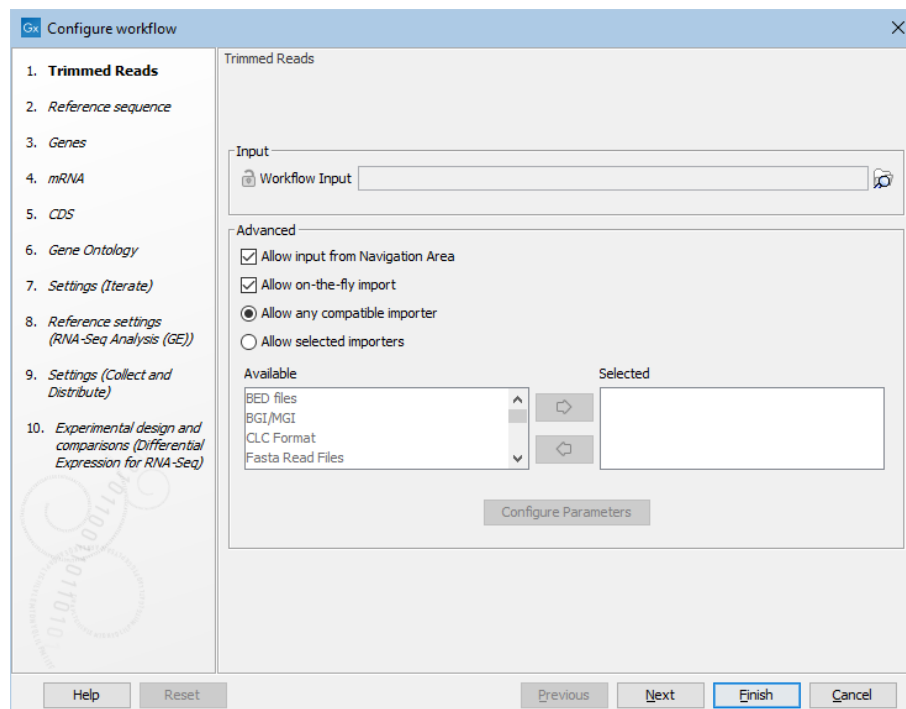 Gx Configure workflow
1. Trimmed Reads
2. Reference sequence
3. Genes
4. mRNA
5. CDS
6. Gene Ontology
7. Settings (Iterate)
8. Reference settings
(RNA-Seq Analysis (GE))
9. Settings (Collect and
Distribute)
10. Experimental design and
comparisons (Differential
Expression for RNA-Seq)
Trimmed Reads
Input
Workflow Input
Advanced
Allow input from Navigation Area
Allow on-the-fly import
Allow any compatible importer
Allow selected importers
Available
Selected
BED files
BGI/MGI
CLC Format
Fasta Read Files
Configure Parameters
Help
Reset
Previous
Next
Finish
Cancel